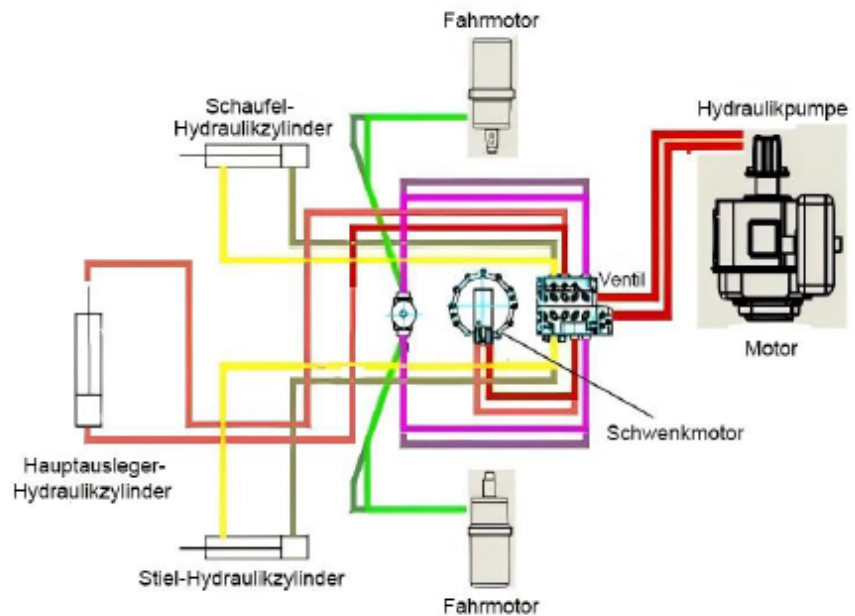 Fahrmotor
Schaufel-
Hydraulikzylinder
Hydraulikpumpe
Ventil
Motor
Schwenkmotor
Hauptausleger-
Hydraulikzylinder
Stiel-Hydraulikzylinder
Fahrmotor